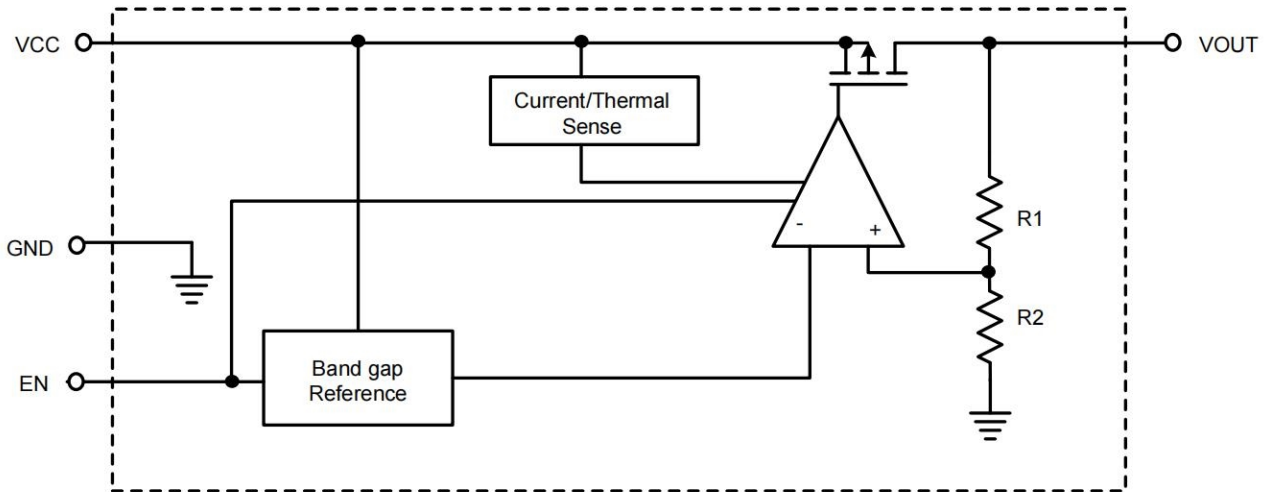 VCC
VOUT
Current/Thermal
Sense
- +
R1
GND
R2
EN
Band gap
Reference